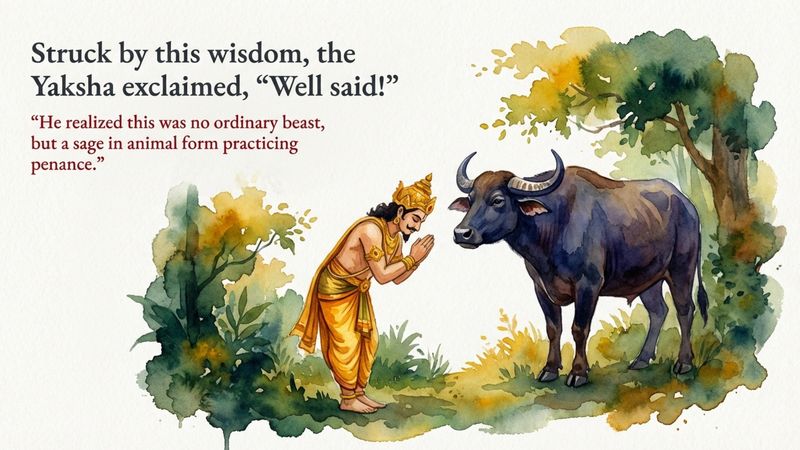 Struck by this wisdom, the
Yaksha exclaimed, “Well said!”
“He realized this was no ordinary beast,
but a sage in animal form practicing
penance.”